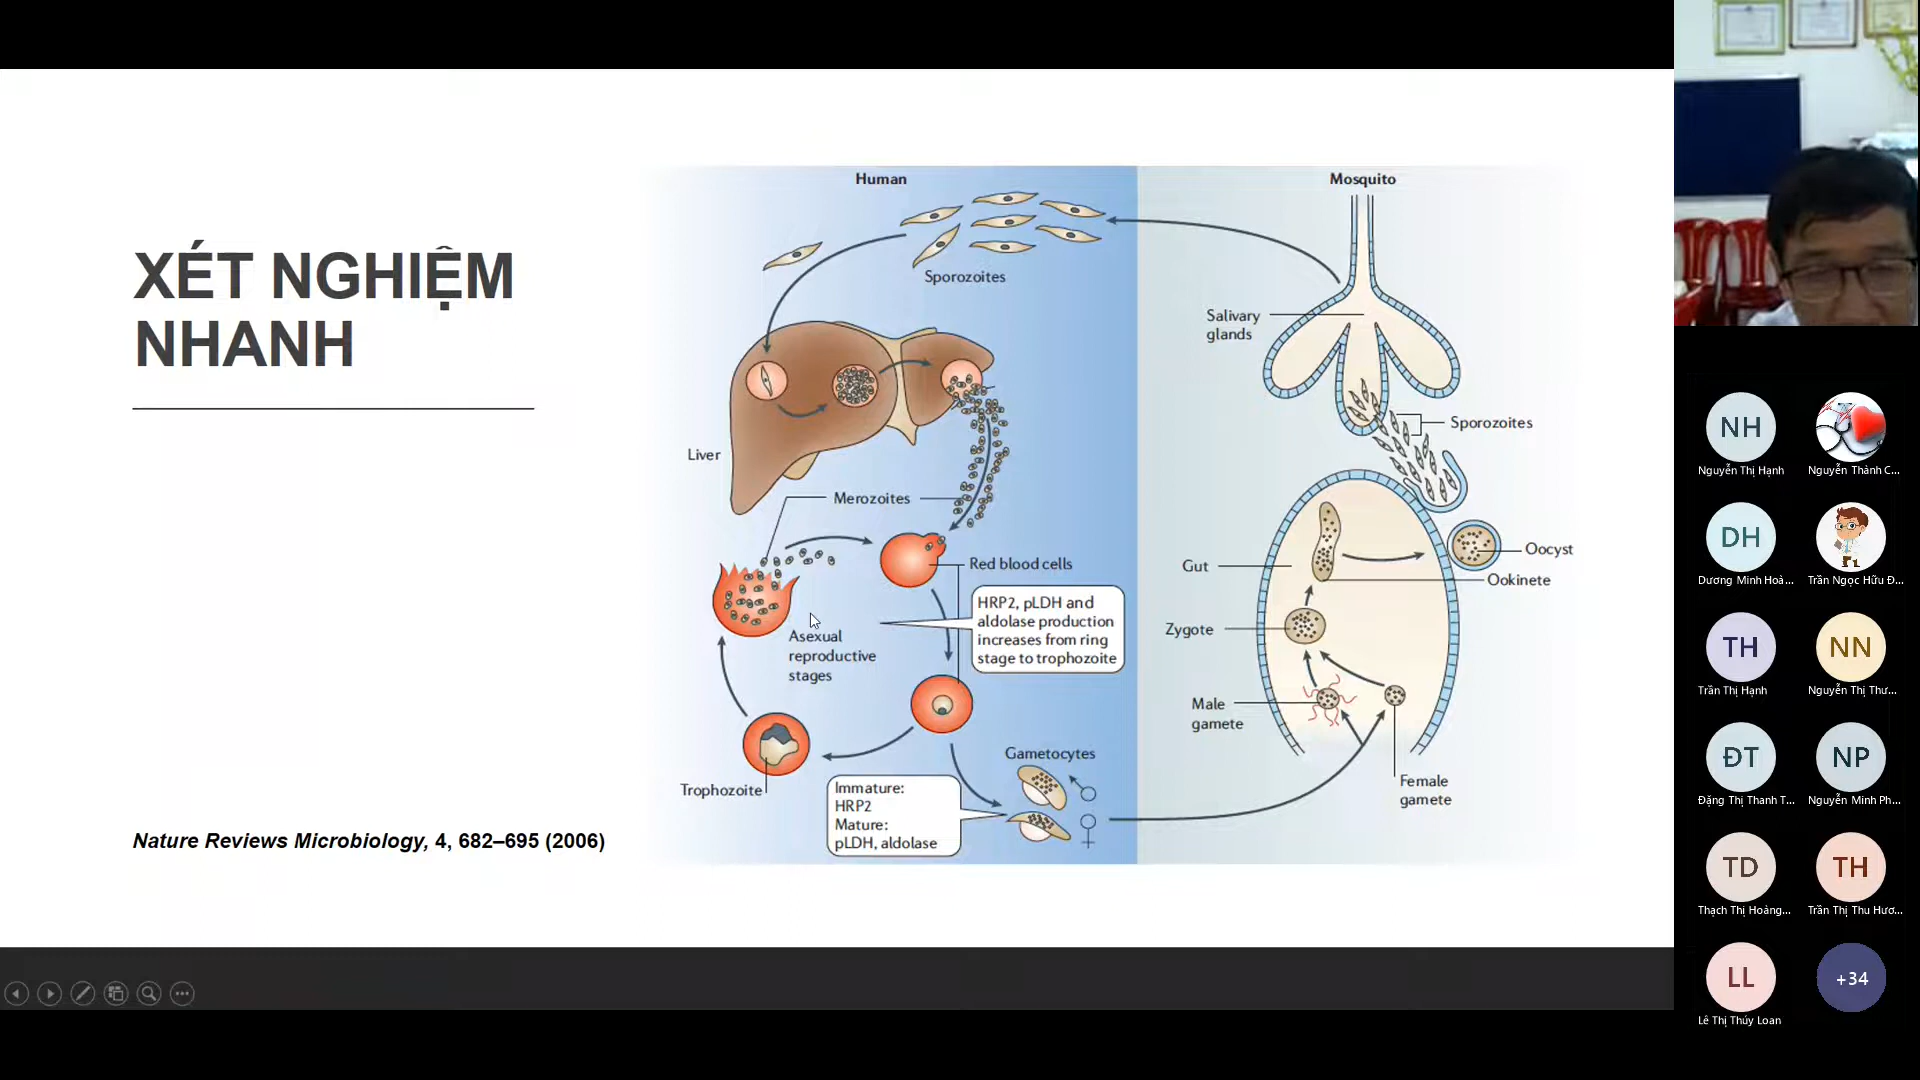 XÉT NGHIỆM
NHANH
Nature Reviews Microbiology, 4, 682–695 (2006)
Human
Mosquito
Sporozoites
Salivary
glands
Sporozoites
Liver
Merozoites
Red blood cells
Gut
Oocyst
Ookinete
HRP2, pLDH and
aldolase production
increases from ring
stage to trophozoite
Zygote
Asexual
reproductive
stages
Male
gamete
Gametocytes
Trophozoite
Immature:
HRP2
Mature:
pLDH, aldolase
Female
gamete
NH
Nguyễn Thị Hạnh
Nguyễn Thành C...
DH
Dương Minh Hoà...
Trần Ngọc Hữu Đ...
TH
Trần Thị Hạnh
NN
Nguyễn Thị Thư...
ĐT
Đặng Thị Thanh T...
NP
Nguyễn Minh Ph...
TD
Thạch Thị Hoàng...
TH
Trần Thị Thu Hươ...
LL
Lê Thị Thúy Loan
+34